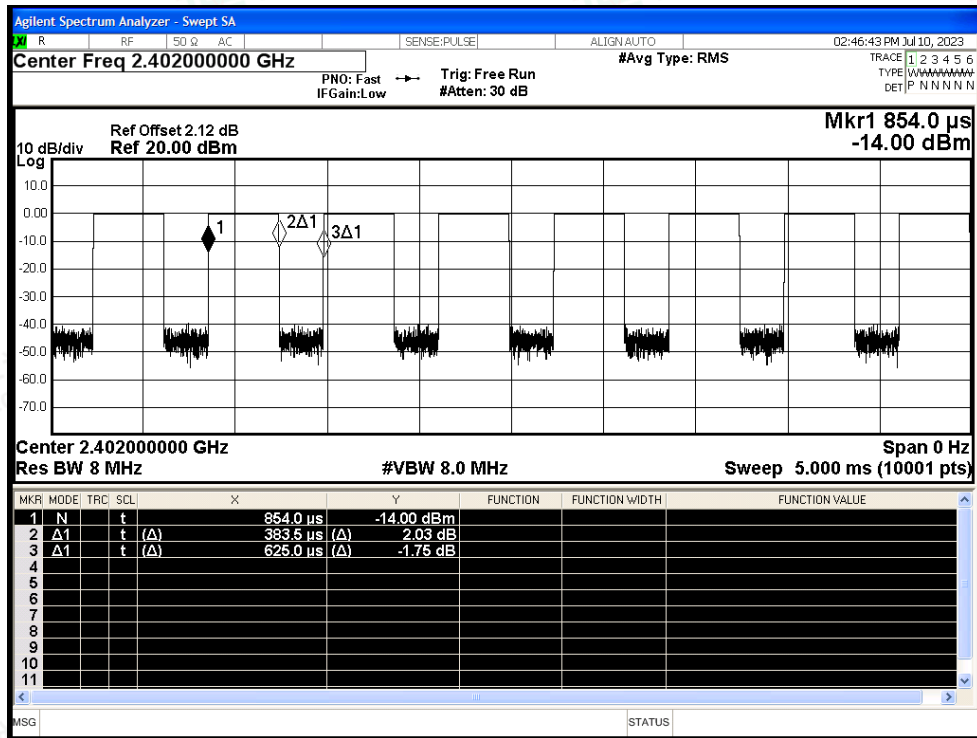 Agilent Spectrum Analyzer - Swept SA
LXI R RF 50 Ω AC SENSE:PULSE ALIGN AUTO 02:46:43 PM Jul 10, 2023
Center Freq 2.402000000 GHz #Avg Type: RMS TRACE 1 2 3 4 5 6
PNO: Fast Trig: Free Run TYPE
IFGain:Low #Atten: 30 dB DET P N N N N N
Mkr1 854.0 µs
Ref Offset 2.12 dB
10 dB/div Ref 20.00 dBm -14.00 dBm
Log
10.0
0.00
1 2Δ1 3Δ1
-10.0
-20.0
-30.0
-40.0
-50.0
-60.0
-70.0
Center 2.402000000 GHz Span 0 Hz
Res BW 8 MHz #VBW 8.0 MHz Sweep 5.000 ms (10001 pts)
MKR MODE TRC SCL X Y FUNCTION FUNCTION WIDTH FUNCTION VALUE
1 N t 854.0 µs -14.00 dBm
2 Δ1 t (Δ) 383.5 µs (Δ) 2.03 dB
3 Δ1 t (Δ) 625.0 µs (Δ) -1.75 dB
4
5
6
7
8
9
10
11
MSG STATUS